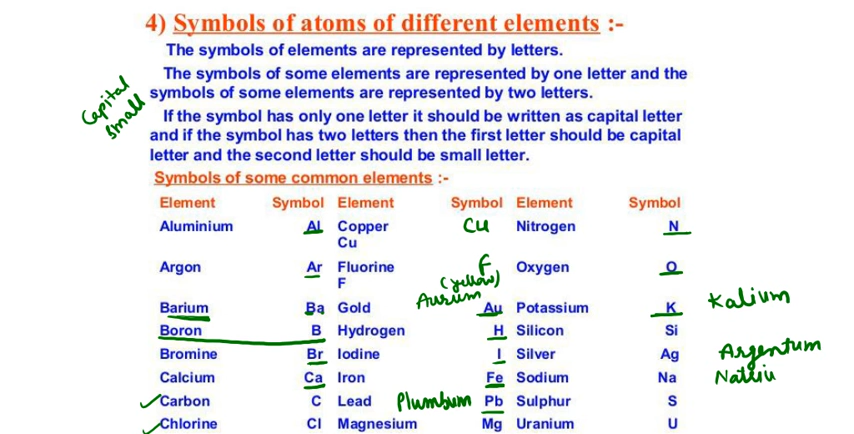 4) Symbols of atoms of different elements :-
The symbols of elements are represented by letters.
The symbols of some elements are represented by one letter and the
symbols of some elements are represented by two letters.
Capital
small
If the symbol has only one letter it should be written as capital letter
and if the symbol has two letters then the first letter should be capital
letter and the second letter should be small letter.
Symbols of some common elements :-
Element Symbol Element Symbol Element Symbol
Aluminium Al Copper Cu Nitrogen N
Cu
Argon Ar Fluorine F Oxygen O
F (yellow)
Aurum
Barium Ba Gold Au Potassium K Kalium
Boron B Hydrogen H Silicon Si
Bromine Br Iodine I Silver Ag Argentum
Calcium Ca Iron Fe Sodium Na
Carbon C Lead Plumbum Pb Sulphur S
Chlorine Cl Magnesium Mg Uranium U